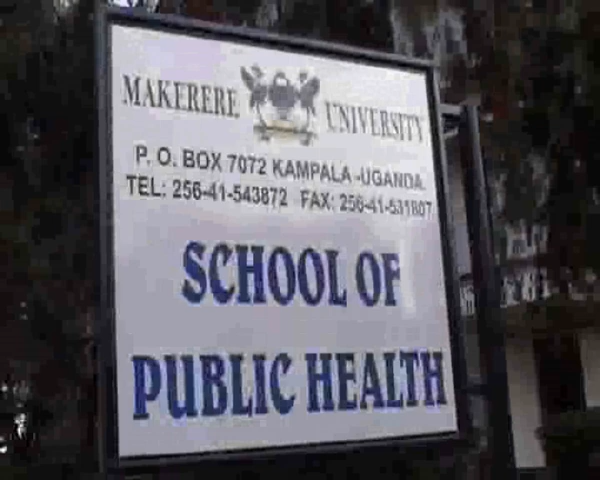 MAKERERE UNIVERSITY
P. O. BOX 7072 KAMPALA -UGANDA.
TEL: 256-41-543872 FAX: 256-41-531807
SCHOOL OF
PUBLIC HEALTH